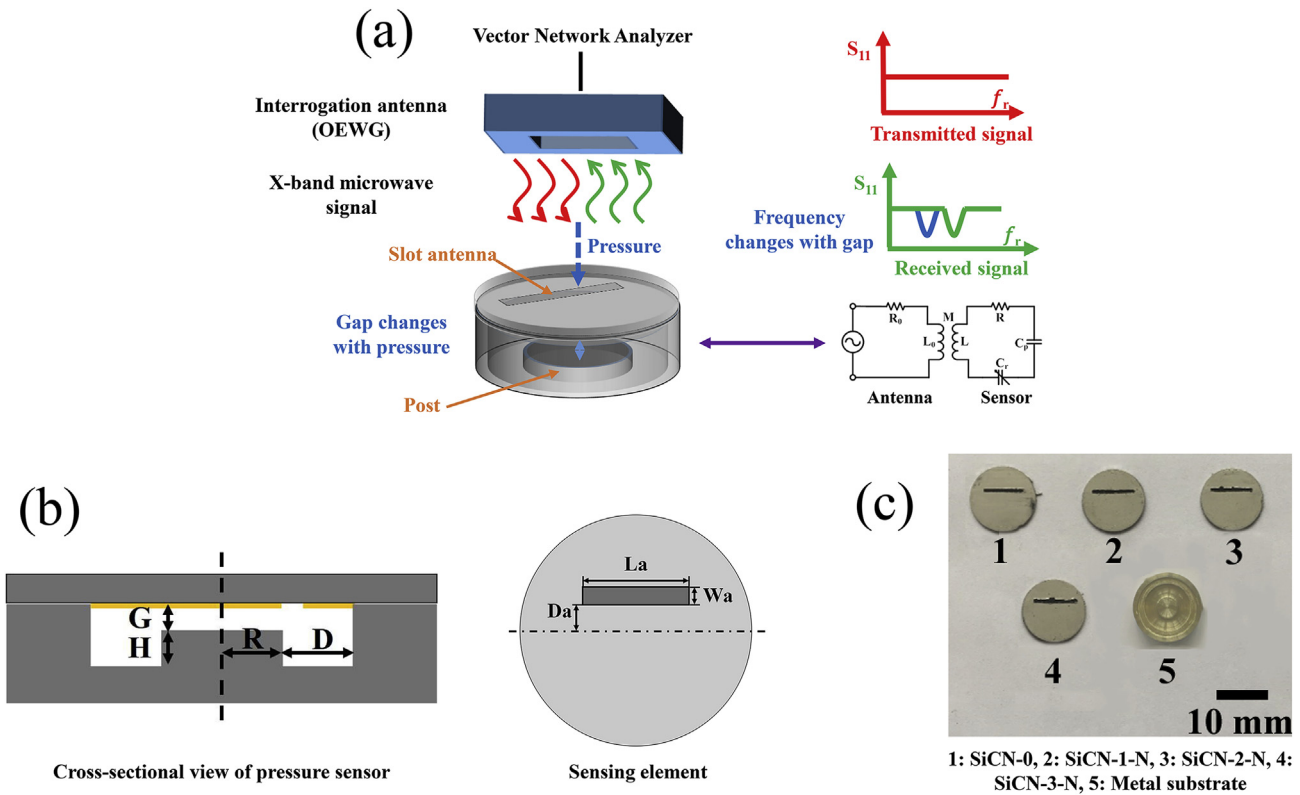 (a)
Vector Network Analyzer
Interrogation antenna
(OEWG)
X-band microwave
signal
Pressure
Slot antenna
Gap changes
with pressure
Post
S11
fr
Transmitted signal
S11
Frequency
changes with gap
fr
Received signal
R0
M
R
L0
L
Cp
Cr
Antenna
Sensor
(b)
G
H
R
D
Cross-sectional view of pressure sensor
La
Wa
Da
Sensing element
(c)
1
2
3
4
5
10 mm
1: SiCN-0, 2: SiCN-1-N, 3: SiCN-2-N, 4:
SiCN-3-N, 5: Metal substrate